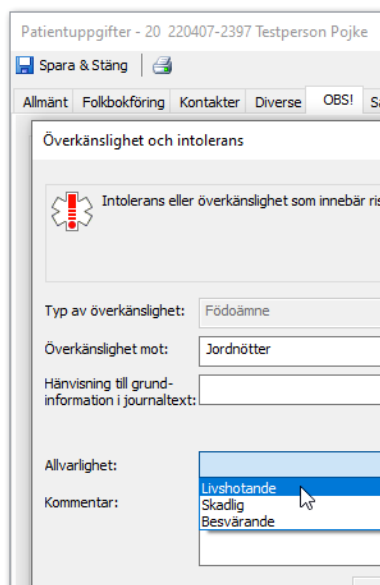 Patientuppgifter - 20 220407-2397 Testperson Pojke
Spara & Stäng
Allmänt Folkbokföring Kontakter Diverse OBS!
Överkänslighet och intolerans
Intolerans eller överkänslighet som innebär
Typ av överkänslighet: Födoämne
Överkänslighet mot: Jordnötter
Hänvisning till grund-
information i journaltext:
Allvarlighet:
Livshotande
Kommentar:
Skadlig
Besvärande